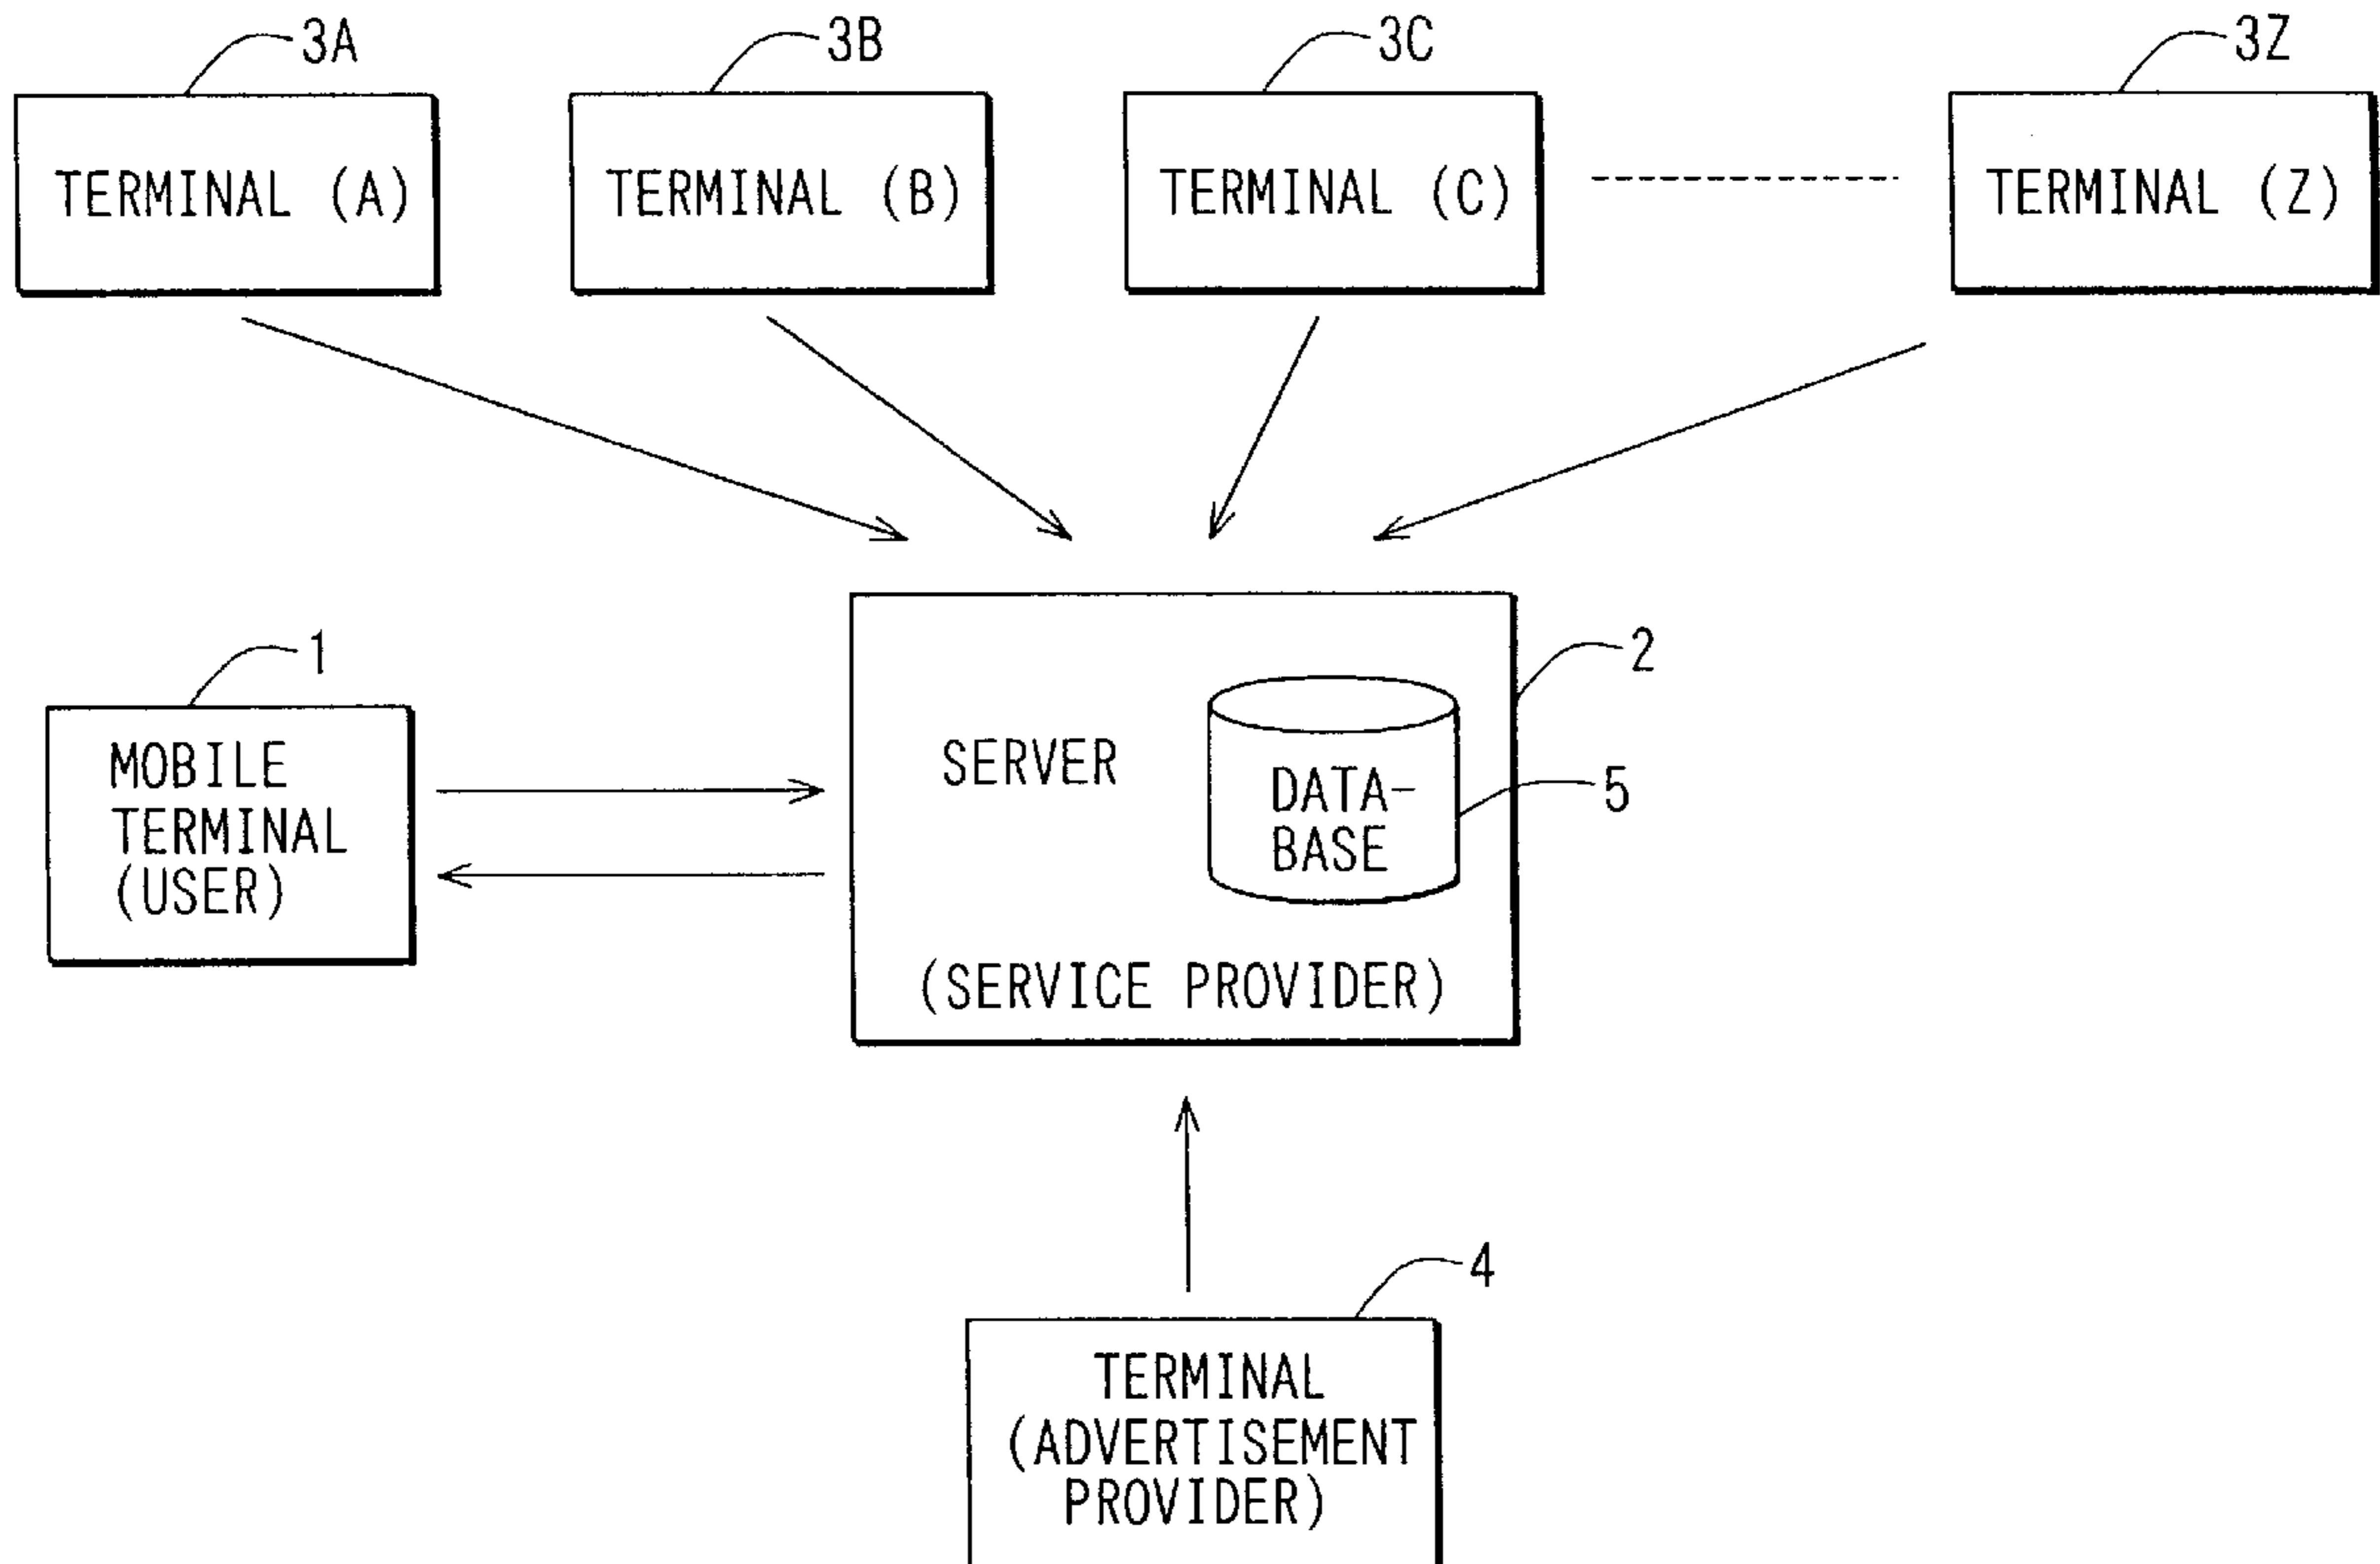 3A
3B
3C
3Z
TERMINAL (A)
TERMINAL (B)
TERMINAL (C)
TERMINAL (Z)
1
2
MOBILE
TERMINAL
(USER)
SERVER
DATA-
BASE
5
(SERVICE PROVIDER)
4
TERMINAL
(ADVERTISEMENT
PROVIDER)